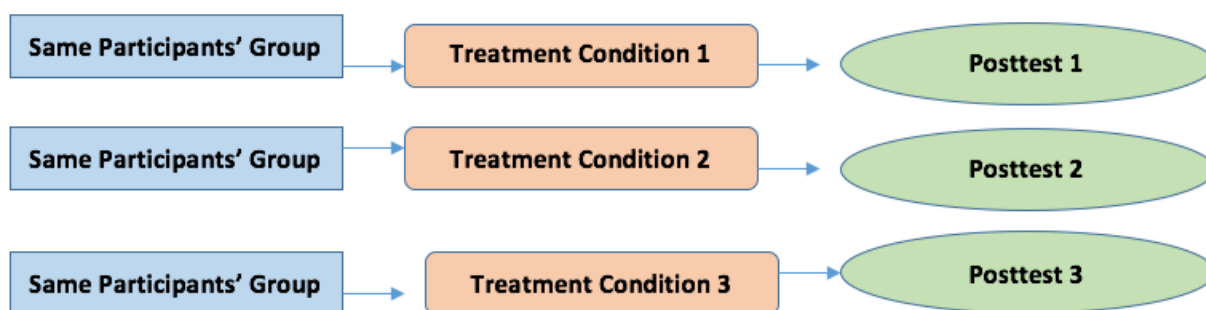 Same Participants’ Group
Treatment Condition 1
Posttest 1
Same Participants’ Group
Treatment Condition 2
Posttest 2
Same Participants’ Group
Treatment Condition 3
Posttest 3